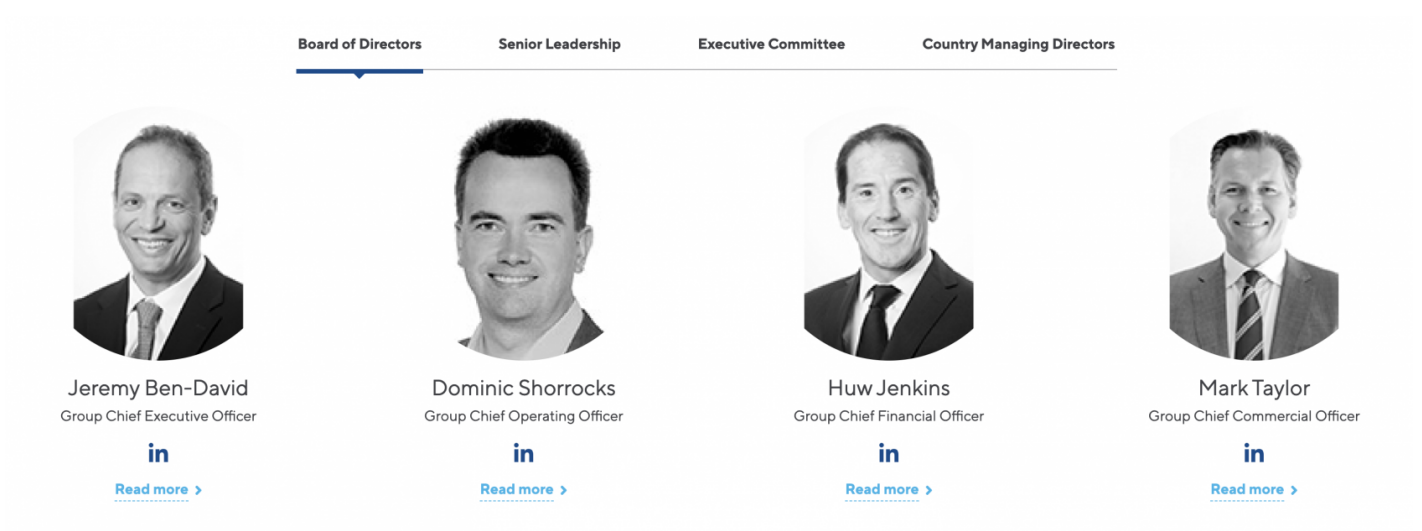 Board of Directors Senior Leadership Executive Committee Country Managing Directors
Jeremy Ben-David Dominic Shorrocks Huw Jenkins Mark Taylor
Group Chief Executive Officer Group Chief Operating Officer Group Chief Financial Officer Group Chief Commercial Officer
in in in in
Read more Read more Read more Read more